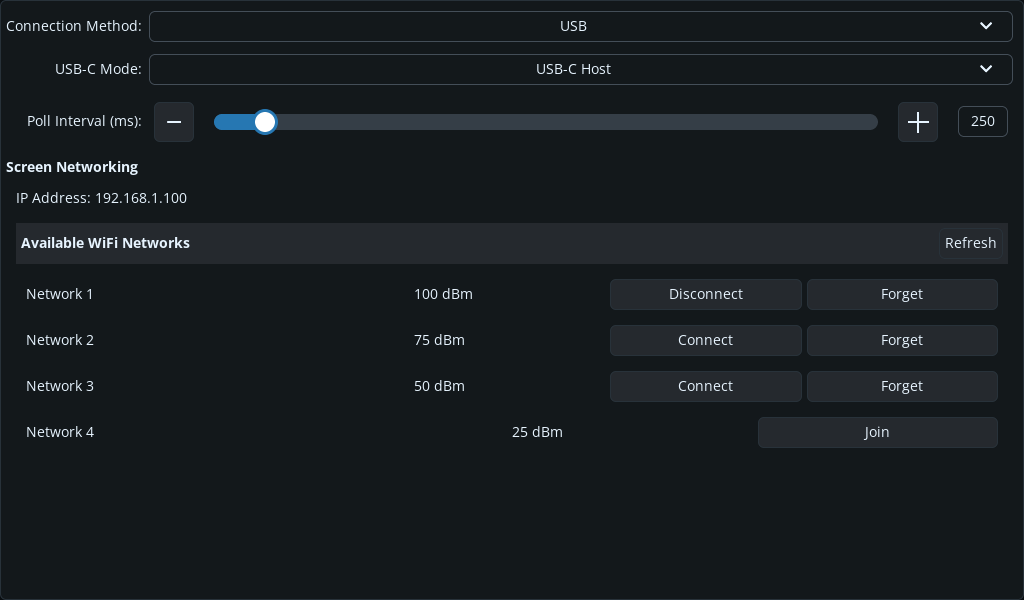 Connection Method: USB
USB-C Mode: USB-C Host
Poll Interval (ms): 250
Screen Networking
IP Address: 192.168.1.100
Available WiFi Networks Refresh
Network 1 100 dBm Disconnect Forget
Network 2 75 dBm Connect Forget
Network 3 50 dBm Connect Forget
Network 4 25 dBm Join